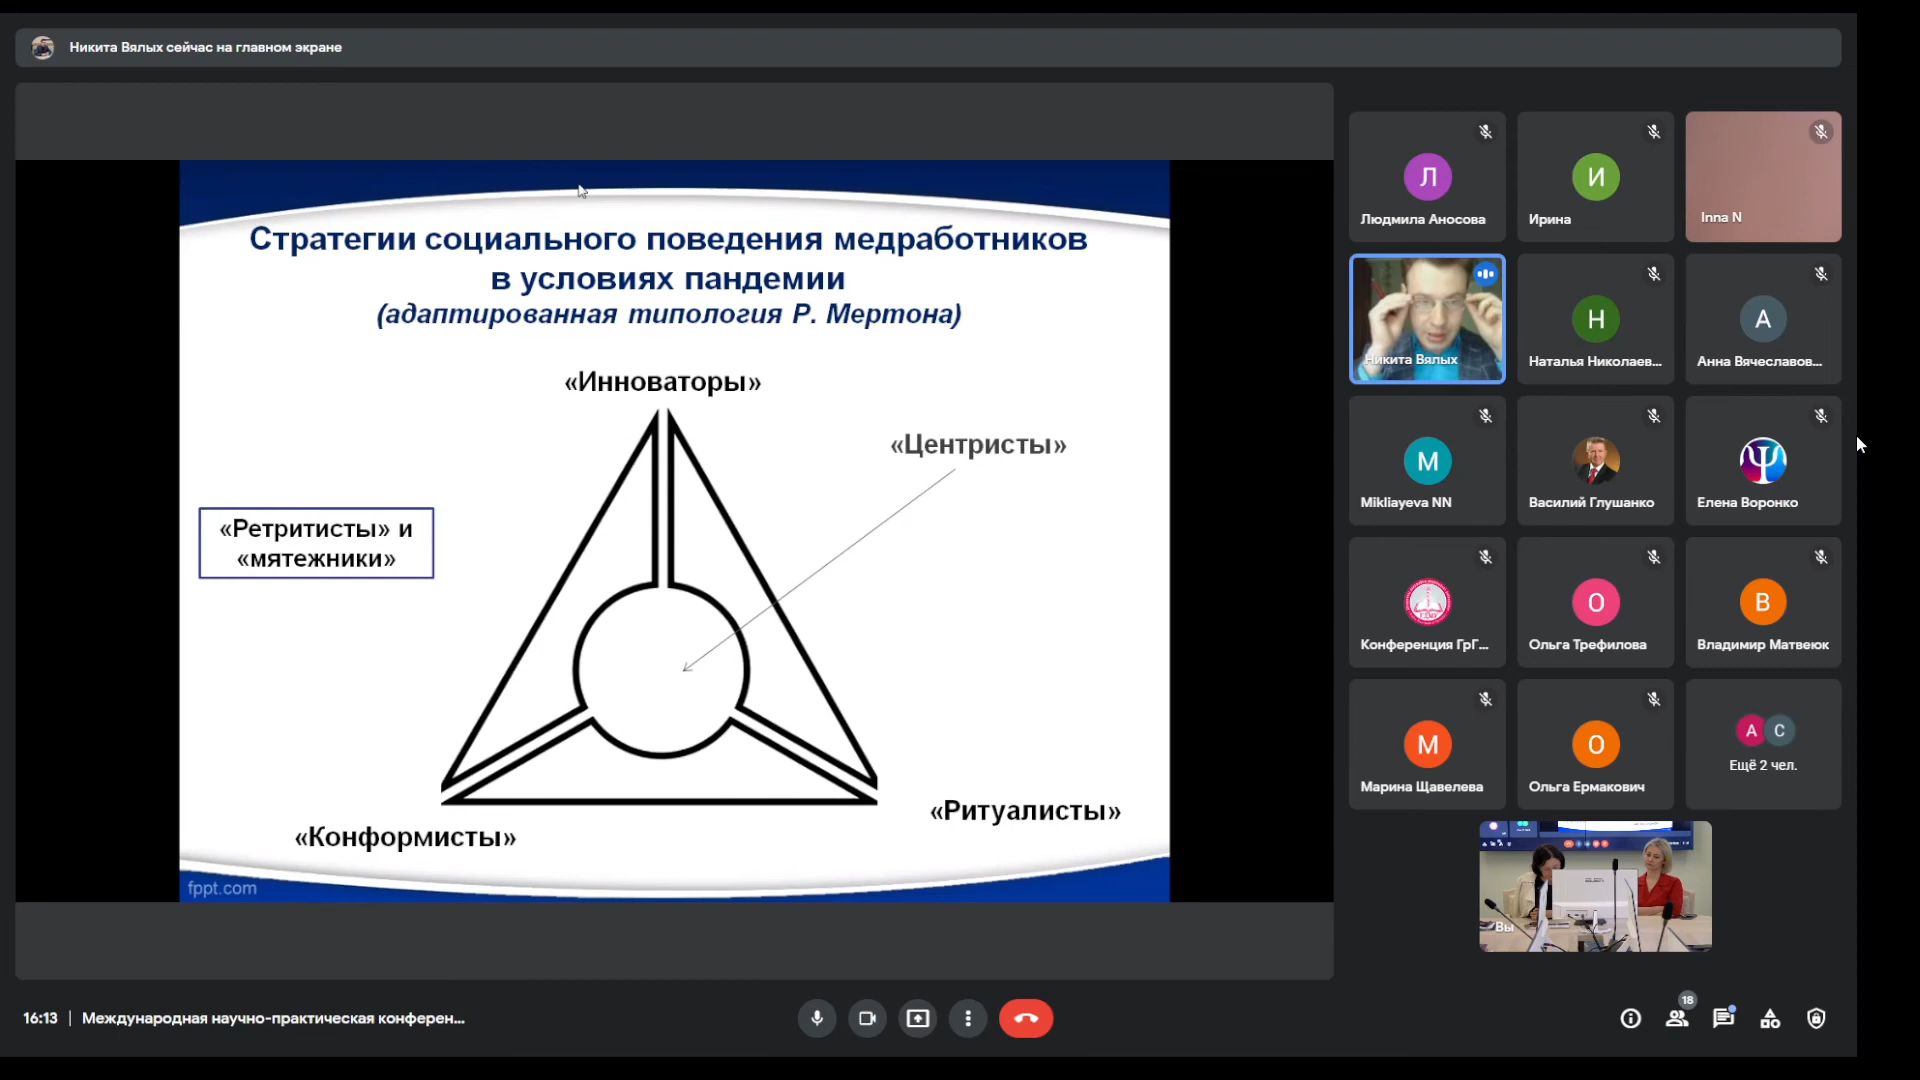 Никита Вялых сейчас на главном экране
Стратегии социального поведения медработников
в условиях пандемии
(адаптированная типология Р. Мертона)
«Инноваторы»
«Центристы»
«Ретритисты» и
«мятежники»
«Ритуалисты»
«Конформисты»
fppt.com
Л
Людмила Аносова
И
Ирина
Inna N
Никита Вялых
Н
Наталья Николаев...
А
Анна Вячеславов...
M
Mikliayeva NN
Василий Глушанко
Ψ
Елена Воронко
Конференция ГрГ...
О
Ольга Трефилова
В
Владимир Матвеюк
М
Марина Щавелева
О
Ольга Ермакович
А С
Ещё 2 чел.
Вы
16:13 | Международная научно-практическая конферен...
18